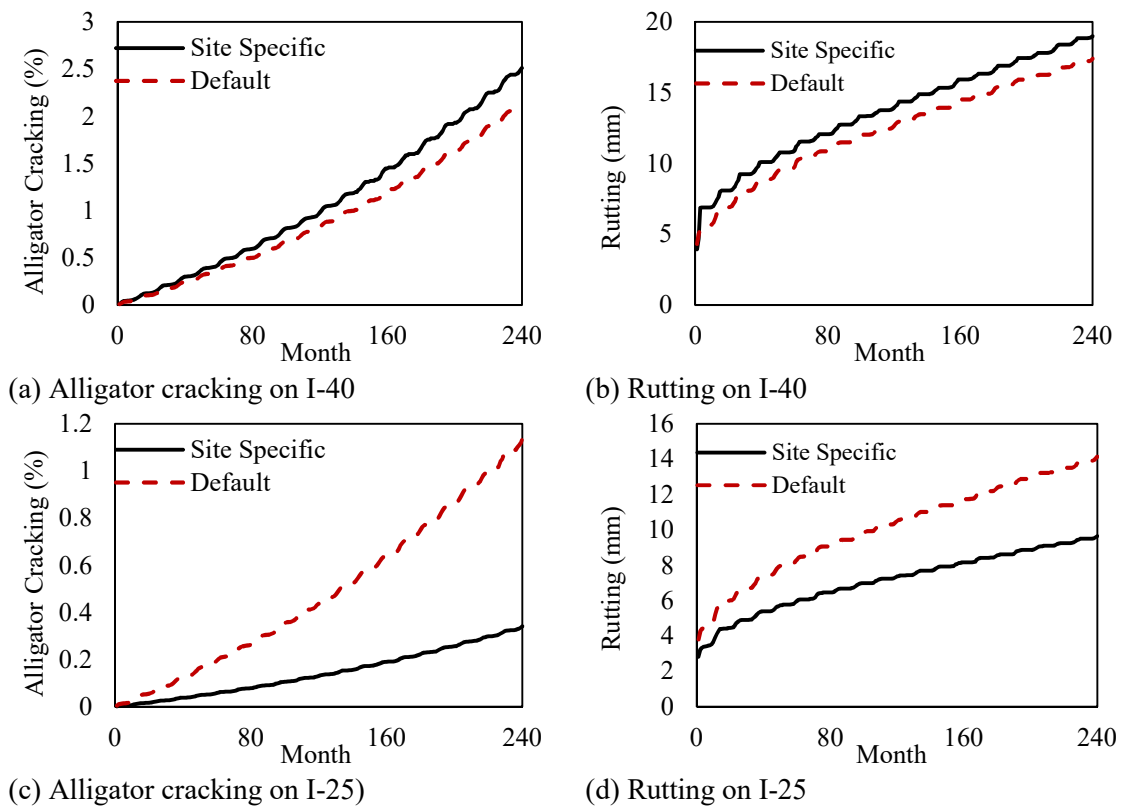 3
2.5
2
1.5
1
0.5
0
Alligator Cracking (%)
Site Specific
Default
0 80 160 240
Month
(a) Alligator cracking on I-40
20
15
10
5
0
Rutting (mm)
Site Specific
Default
0 80 160 240
Month
(b) Rutting on I-40
1.2
1
0.8
0.6
0.4
0.2
0
Alligator Cracking (%)
Site Specific
Default
0 80 160 240
Month
(c) Alligator cracking on I-25)
16
14
12
10
8
6
4
2
0
Rutting (mm)
Site Specific
Default
0 80 160 240
Month
(d) Rutting on I-25